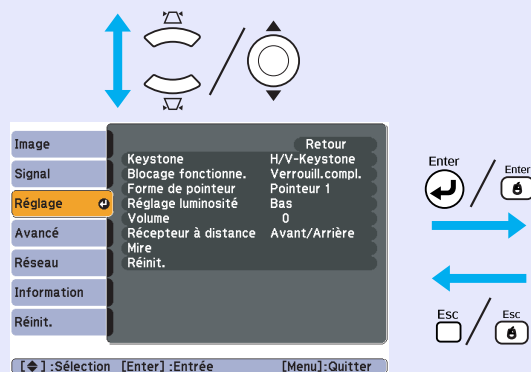 Image
Signal
Réglage
Avancé
Réseau
Information
Réinit.
Retour
Keystone H/V-Keystone
Blocage fonctionne. Verrouill.compl.
Forme de pointeur Pointeur 1
Réglage luminosité Bas
Volume 0
Récepteur à distance Avant/Arrière
Mire
Réinit.
[ ] :Sélection [Enter] :Entrée [Menu]:Quitter
Enter
Enter
Esc
Esc